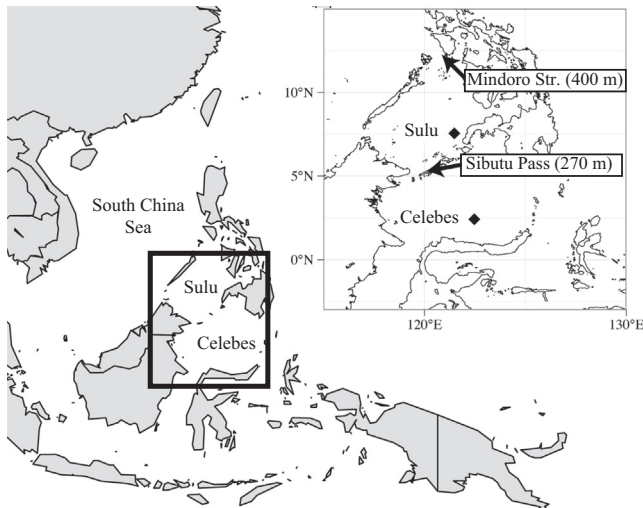 Mindoro Str. (400 m)
10°N
Sulu
Sibutu Pass (270 m)
5°N
South China
Sea
Celebes
0°N
Sulu
120°E
130°E
Celebes